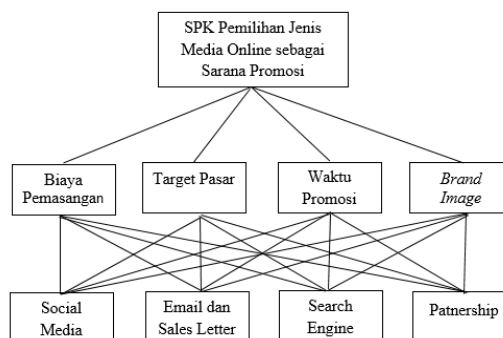 SPK Pemilihan Jenis
Media Online sebagai
Sarana Promosi
Biaya
Pemasangan
Target Pasar
Waktu
Promosi
Brand
Image
Social
Media
Email dan
Sales Letter
Search
Engine
Patnership